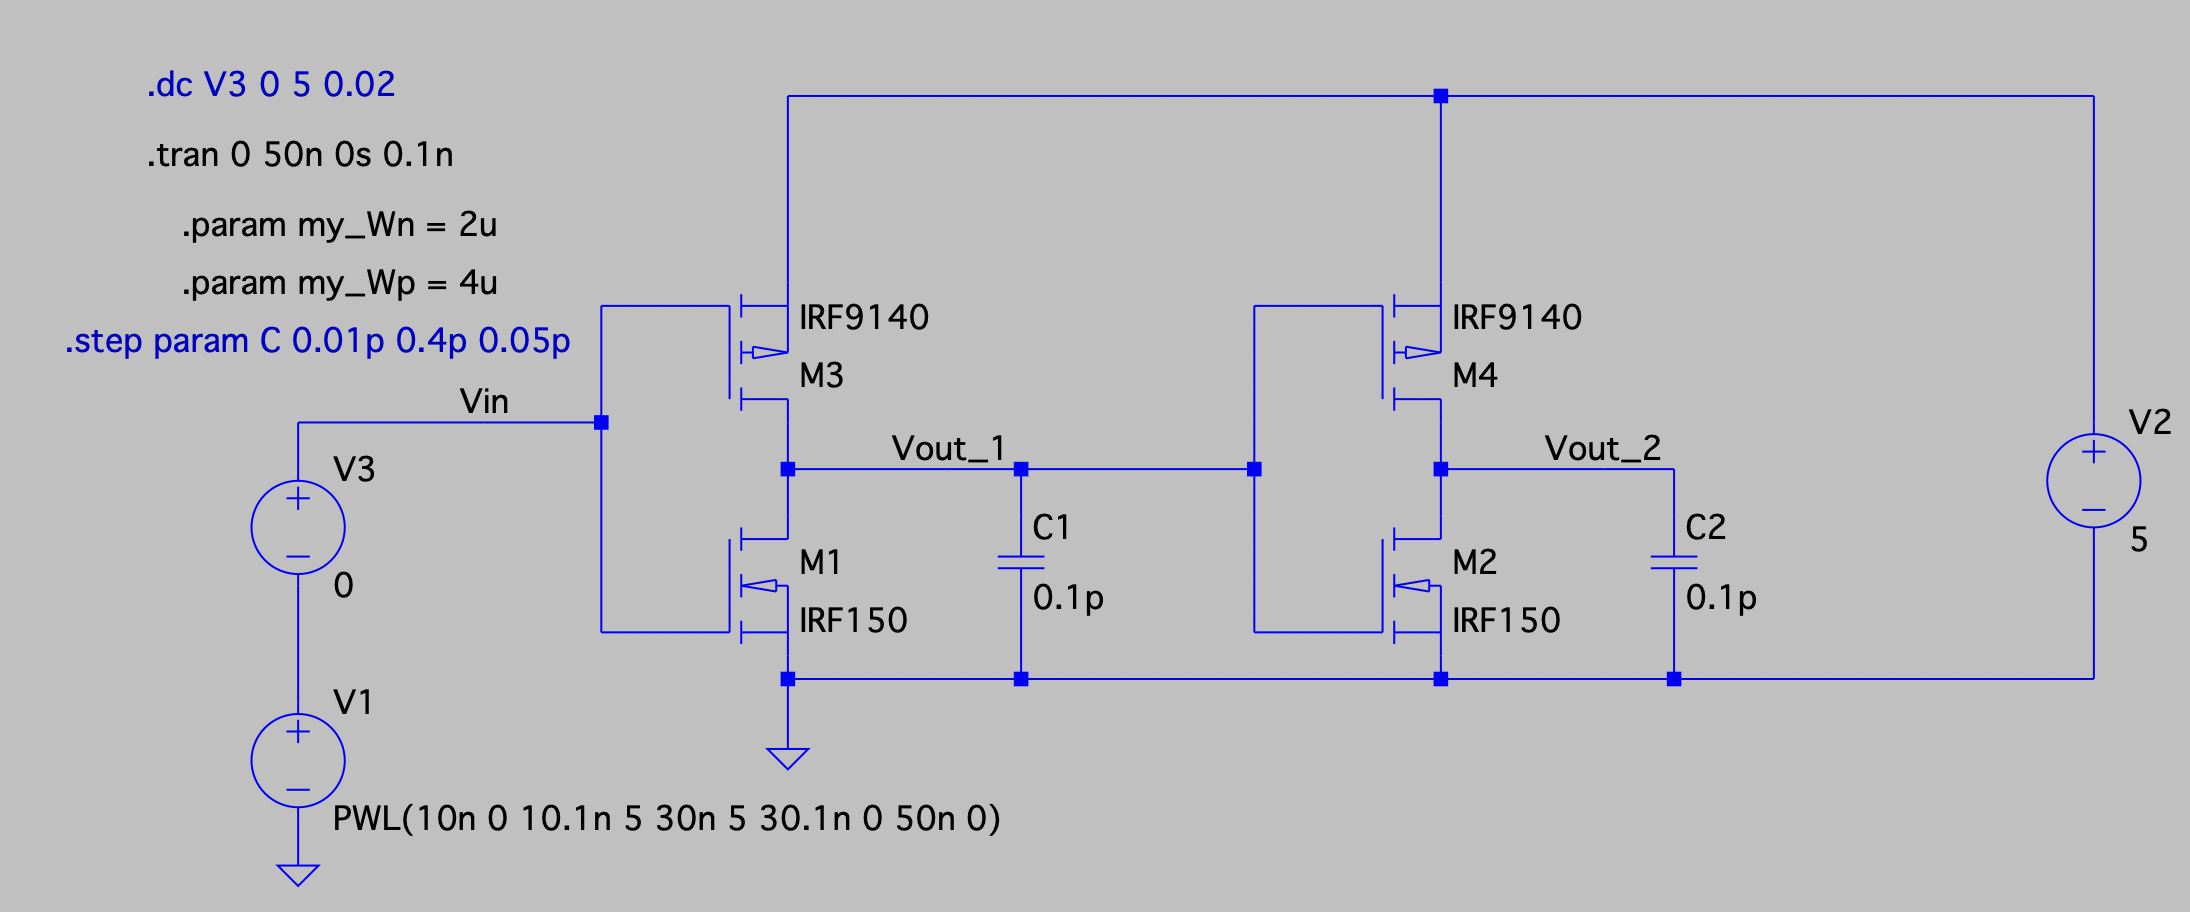 .dc V3 0 5 0.02
.tran 0 50n 0s 0.1n
.param my_Wn = 2u
.param my_Wp = 4u
.step param C 0.01p 0.4p 0.05p
Vin
V3
0
V1
PWL(10n 0 10.1n 5 30n 5 30.1n 0 50n 0)
IRF9140
M3
Vout_1
M1
IRF150
C1
0.1p
IRF9140
M4
Vout_2
M2
IRF150
C2
0.1p
V2
5